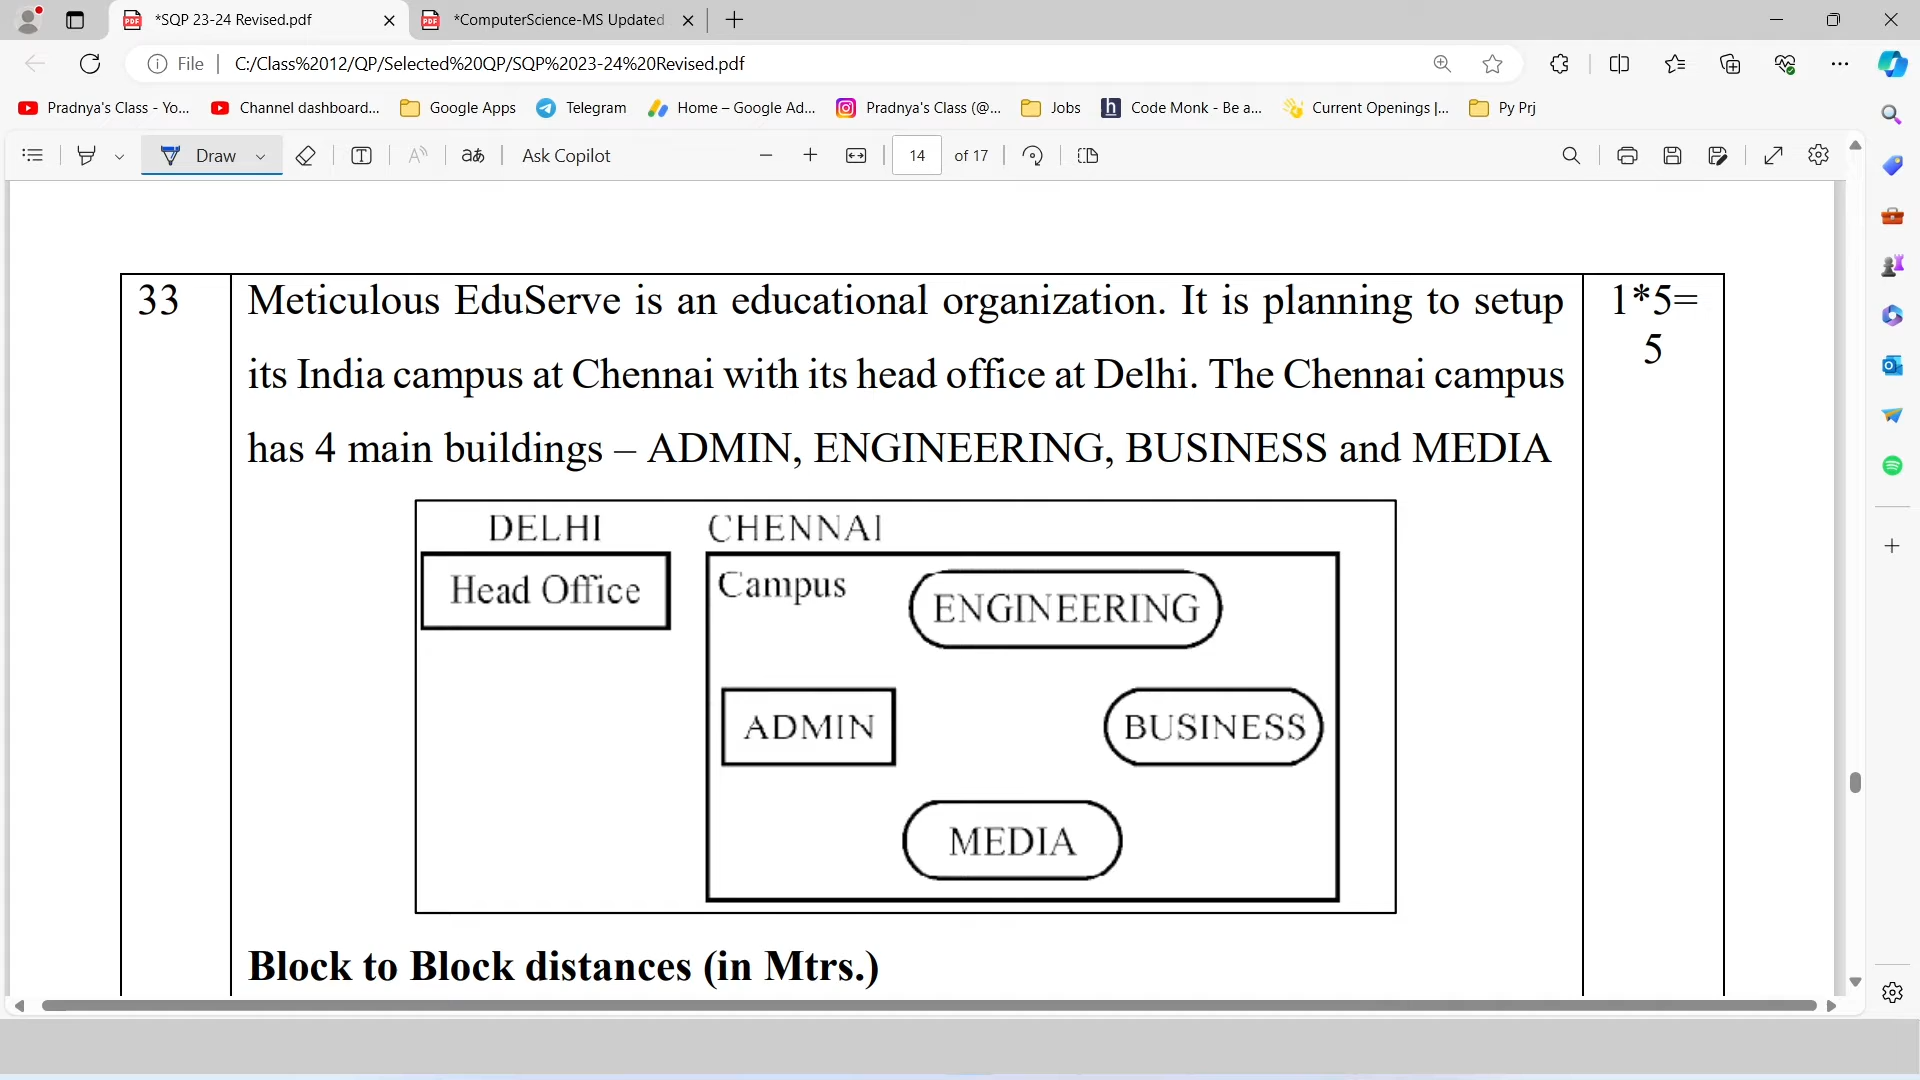 *SQP 23-24 Revised.pdf
*ComputerScience-MS Updated
File
C:/Class%2012/QP/Selected%20QP/SQP%2023-24%20Revised.pdf
Pradnya's Class - Yo...
Channel dashboard...
Google Apps
Telegram
Home – Google Ad...
Pradnya's Class (@...
Jobs
Code Monk - Be a...
Current Openings |...
Py Prj
Draw
Ask Copilot
14 of 17
33
Meticulous EduServe is an educational organization. It is planning to setup
its India campus at Chennai with its head office at Delhi. The Chennai campus
has 4 main buildings – ADMIN, ENGINEERING, BUSINESS and MEDIA
1*5=
5
DELHI
CHENNAI
Head Office
Campus
ENGINEERING
ADMIN
BUSINESS
MEDIA
Block to Block distances (in Mtrs.)